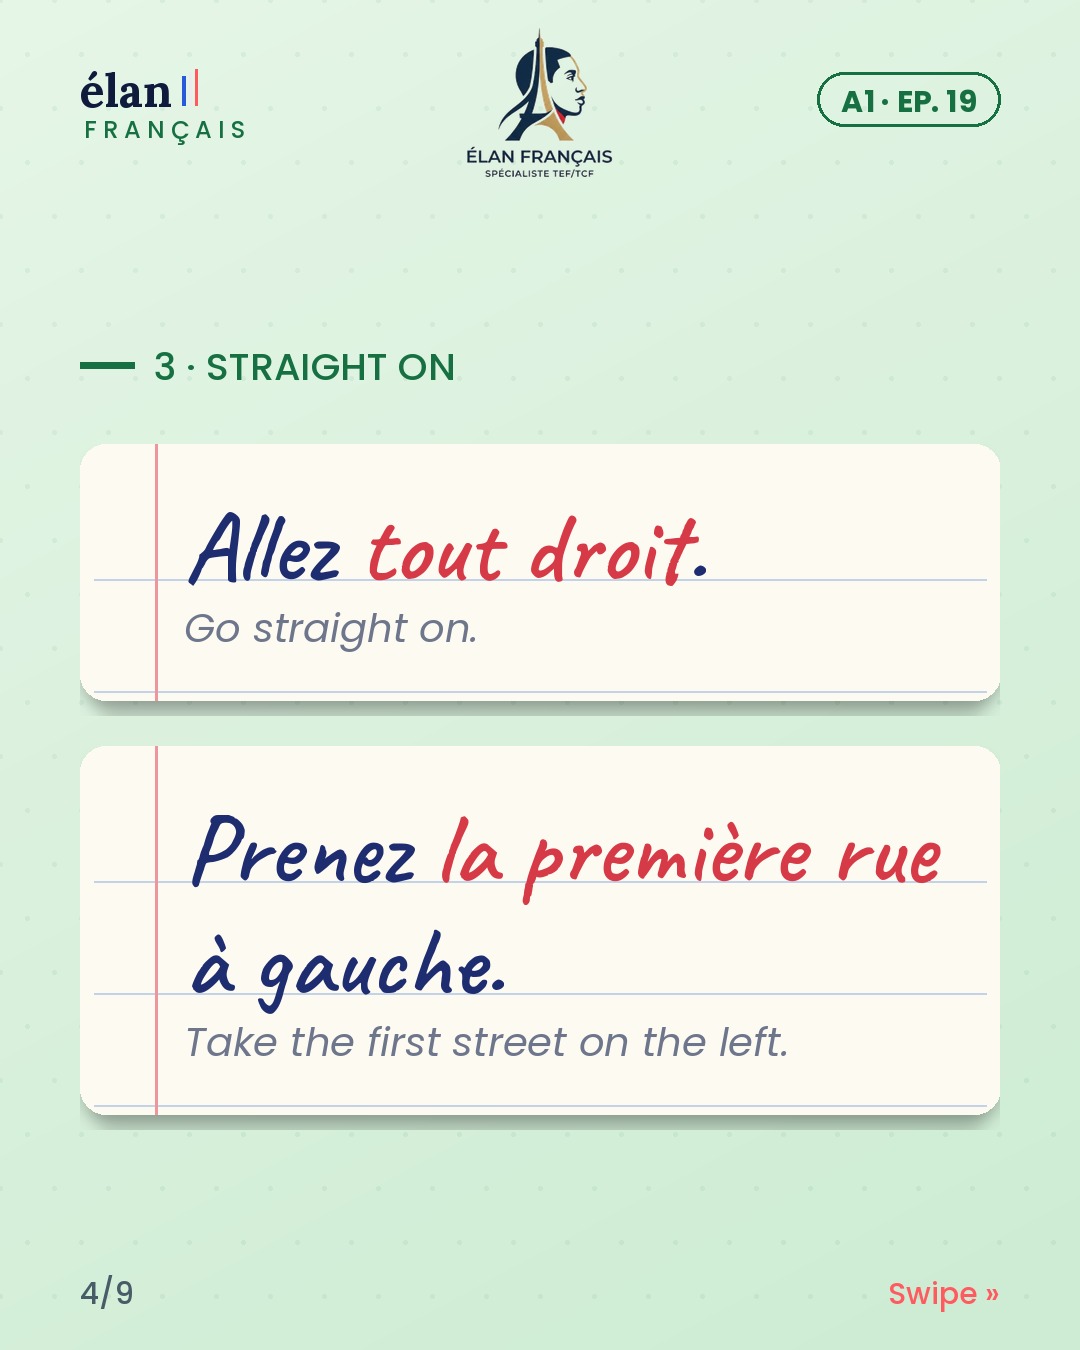 élan
FRANÇAIS
ÉLAN FRANÇAIS
SPÉCIALISTE TEF/TCF
A1 · EP. 19
3 · STRAIGHT ON
Allez tout droit.
Go straight on.
Prenez la première rue
à gauche.
Take the first street on the left.
4/9
Swipe »